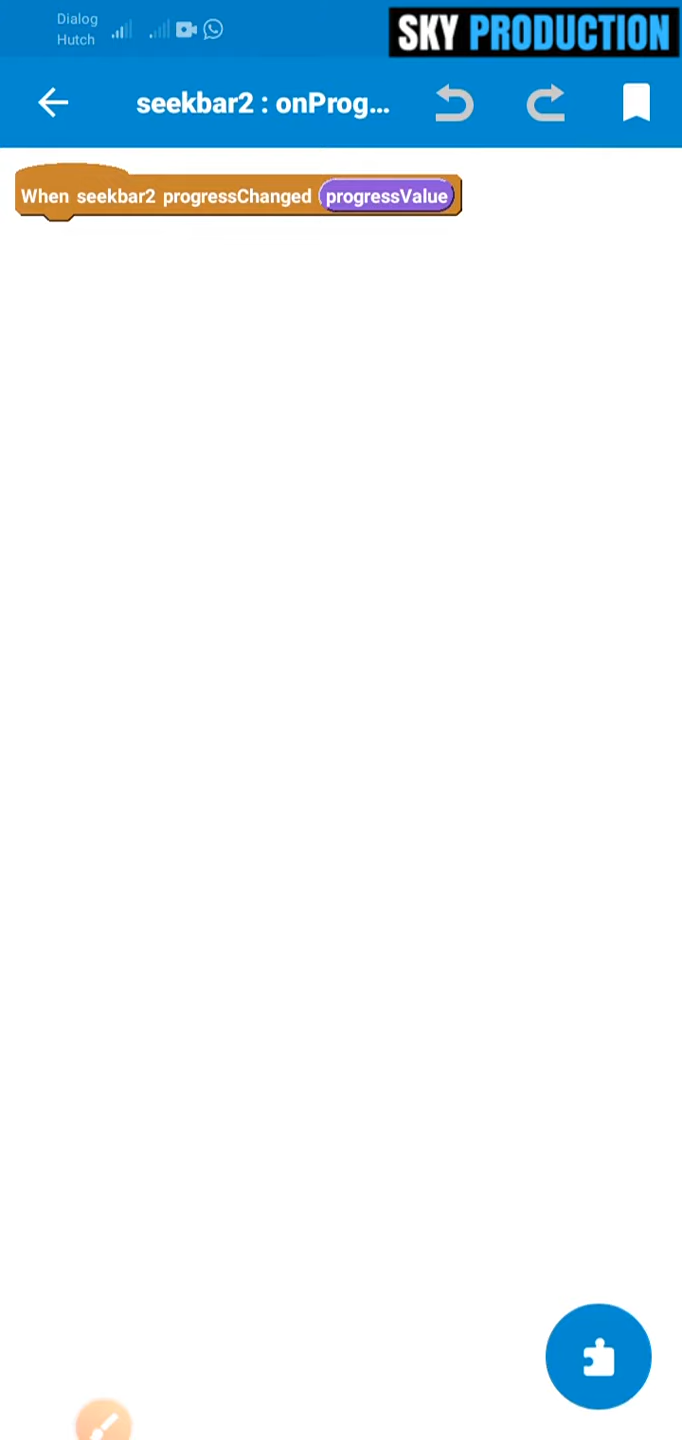 Dialog
Hutch
SKY PRODUCTION
seekbar2 : onProg...
When seekbar2 progressChanged progressValue